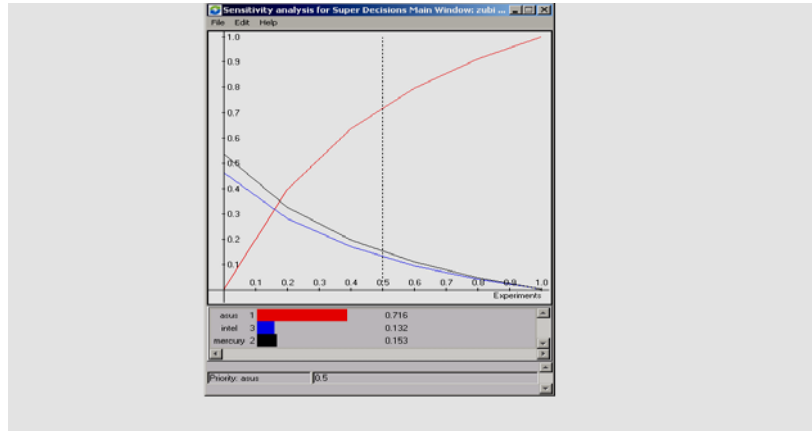 Sensitivity analysis for Super Decisions Main Window: zubi ...
File Edit Help
1.0
0.9
0.8
0.7
0.6
0.5
0.4
0.3
0.2
0.1
0.1 0.2 0.3 0.4 0.5 0.6 0.7 0.8 0.9 1.0
Experiments
asus 1 0.716
intel 3 0.132
mercury 2 0.153
Priority: asus 0.5